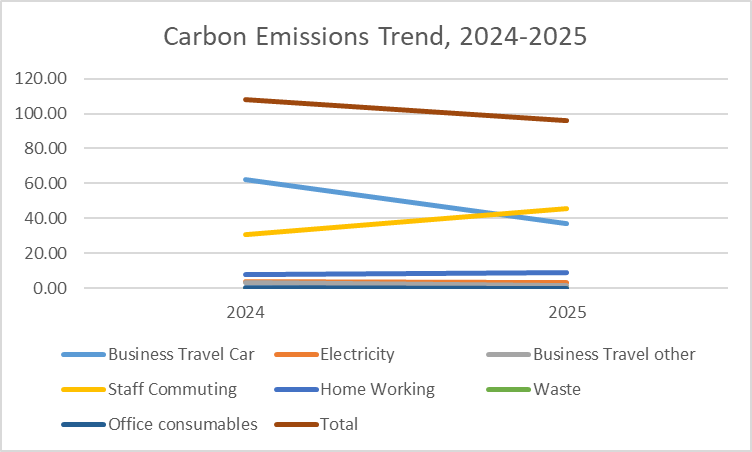 Carbon Emissions Trend, 2024-2025
120.00
100.00
80.00
60.00
40.00
20.00
0.00
2024 2025
Business Travel Car Electricity Business Travel other
Staff Commuting Home Working Waste
Office consumables Total